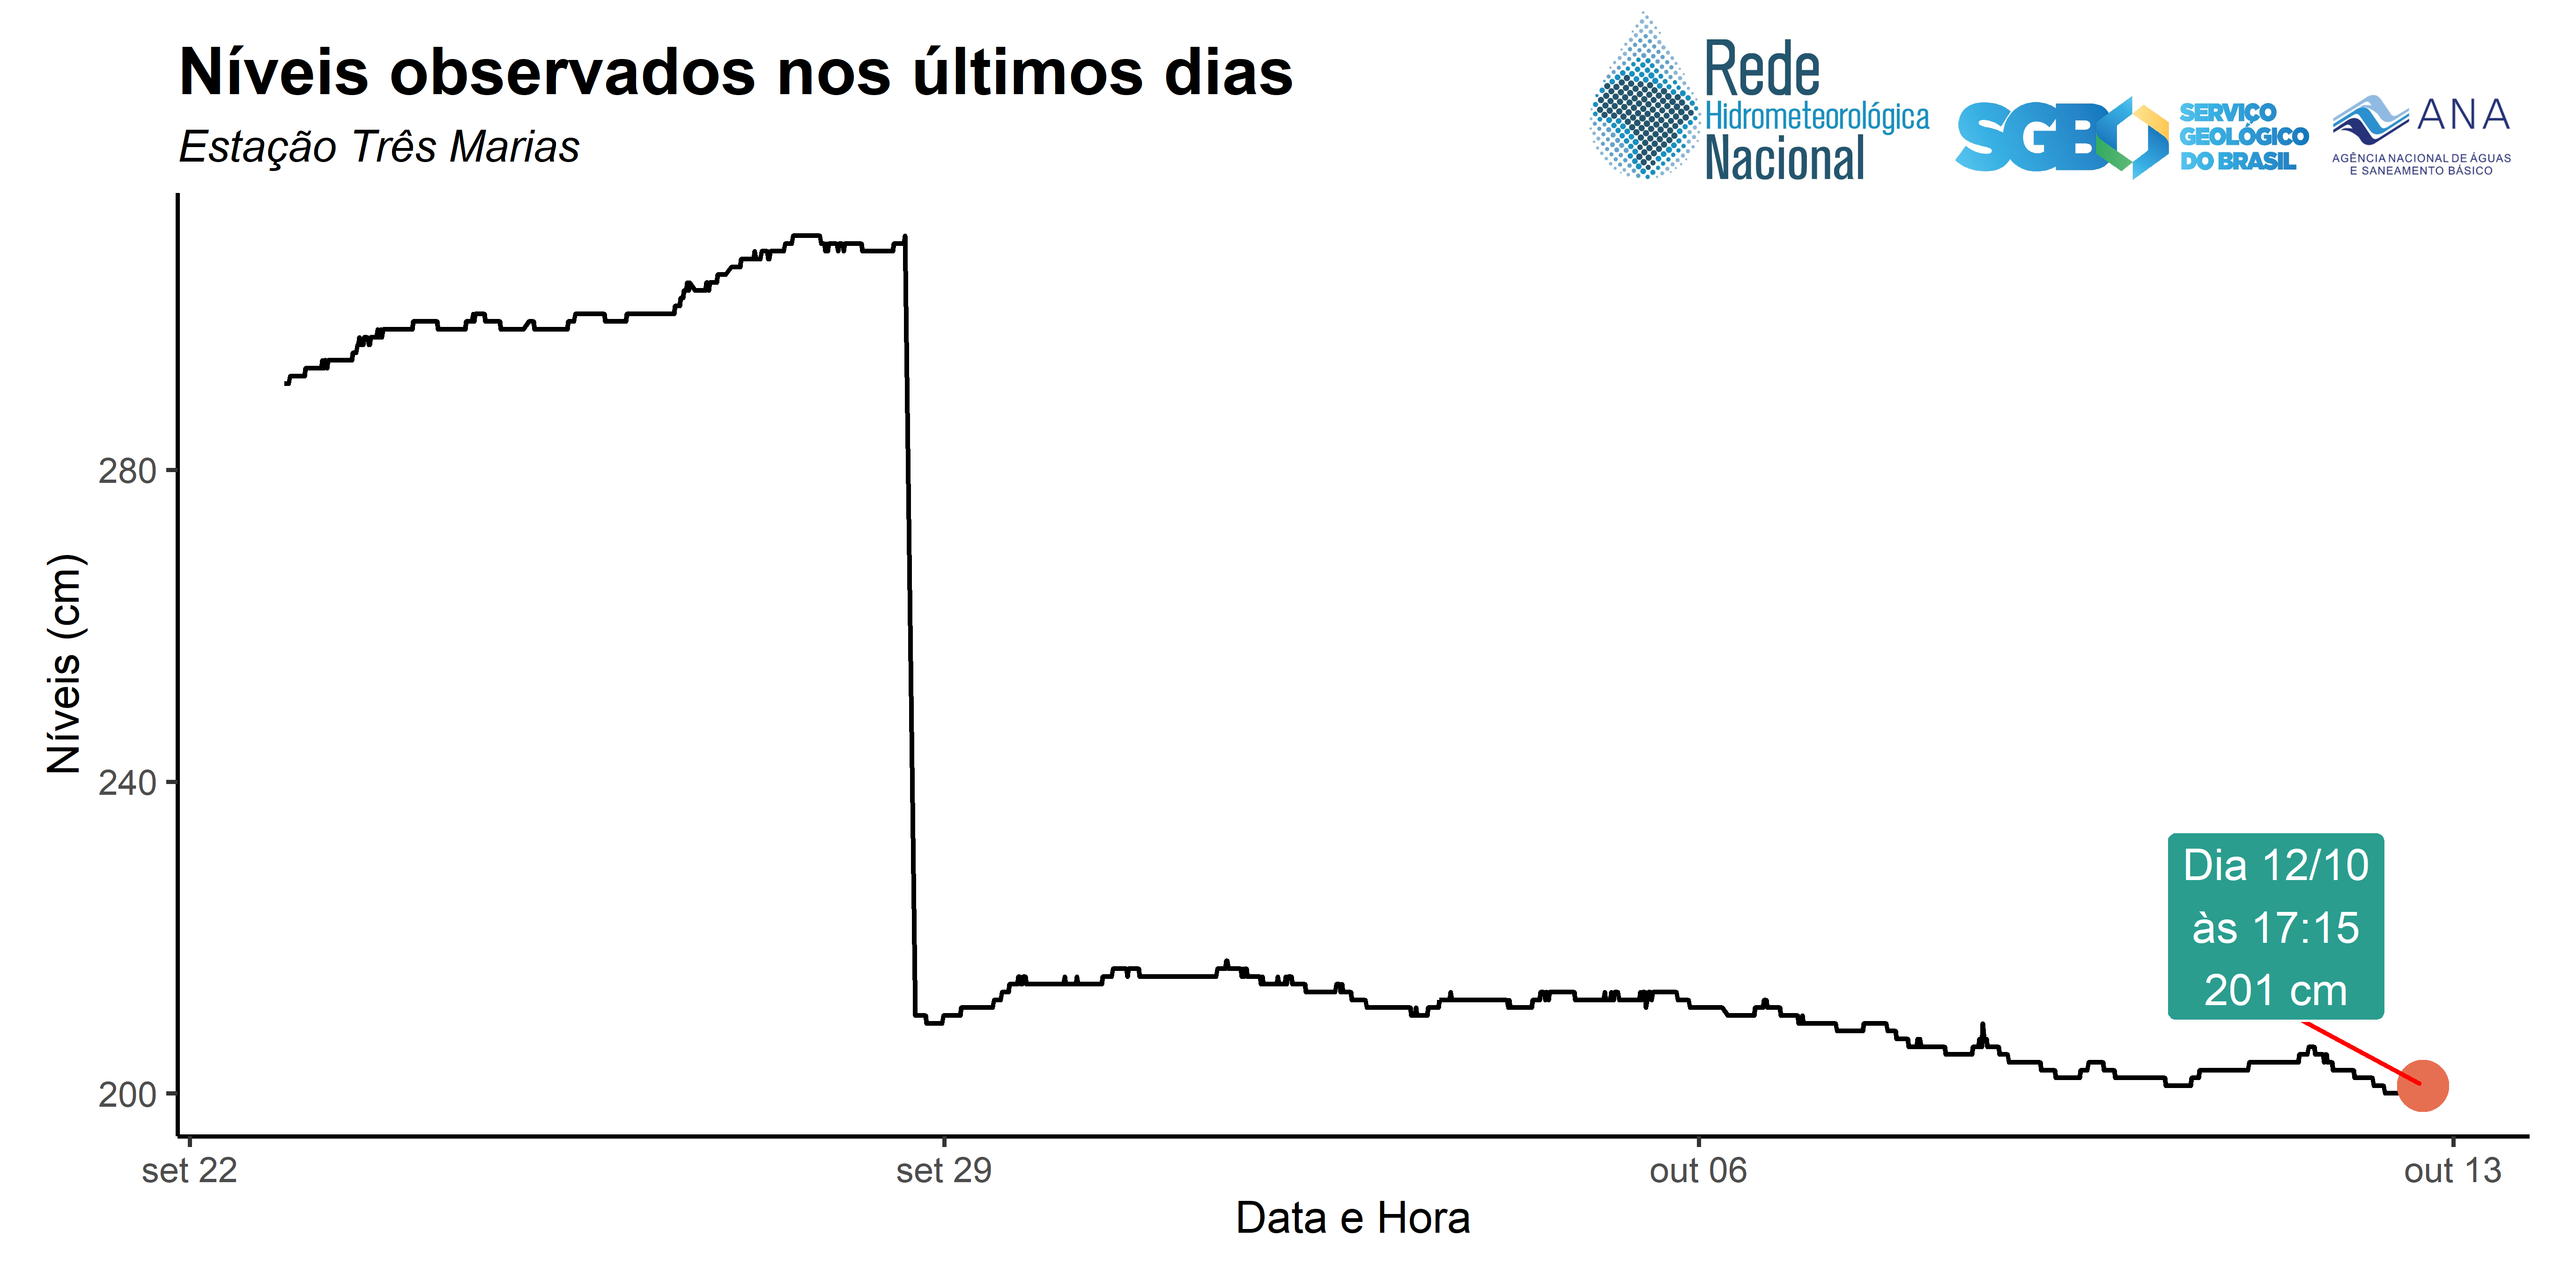 Níveis observados nos últimos dias
Estação Três Marias
Rede
Hidrometeorológica
Nacional
SGB
SERVIÇO
GEOLÓGICO
DO BRASIL
ANA
AGÊNCIA NACIONAL DE ÁGUAS
E SANEAMENTO BÁSICO
Níveis (cm)
280
240
200
Dia 12/10
às 17:15
201 cm
set 22
set 29
out 06
out 13
Data e Hora